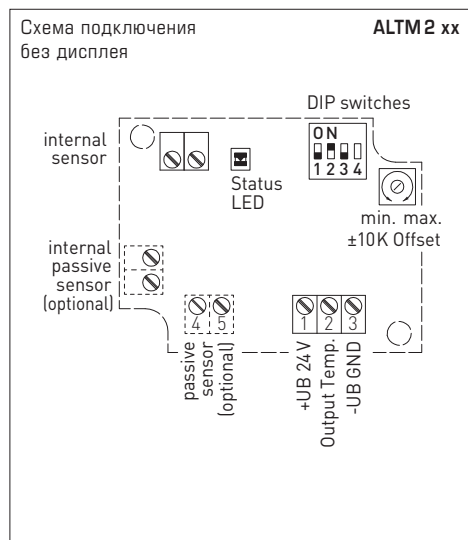 Схема подключения
без дисплея
ALTM 2 xx
DIP switches
ON
1 2 3 4
internal
sensor
Status
LED
min. max.
±10K Offset
internal
passive
sensor
(optional)
4 5
passive
sensor
(optional)
1 2 3
+UB 24 V
Output Temp.
-UB GND